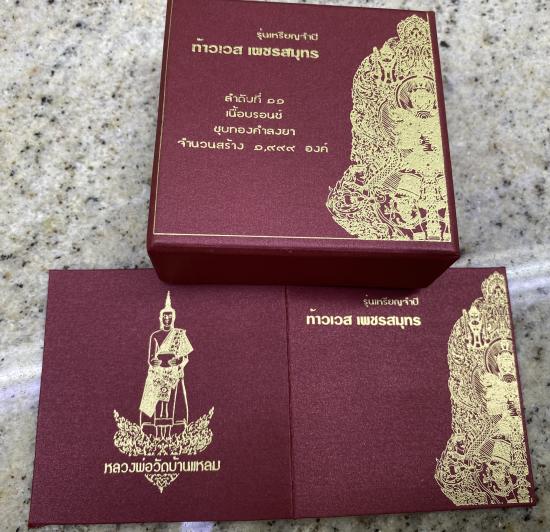 รุ่นเหรียญจำปี
ท้าวเวส เพชรสมุทร
ลำดับที่ ๑๑
เนื้อบรอนซ์
ชุบทองคำลงยา
จำนวนสร้าง ๑,๙๙๙ องค์
รุ่นเหรียญจำปี
ท้าวเวส เพชรสมุทร
หลวงพ่อวัดบ้านแหลม